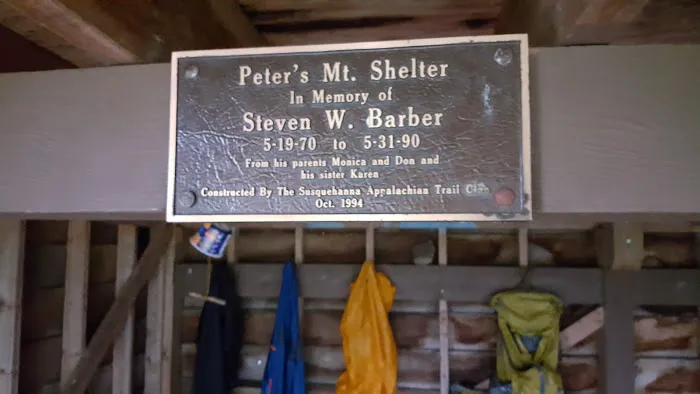 Peter's Mt. Shelter
In Memory of
Steven W. Barber
5-19-70 to 5-31-90
From his parents Monica and Don and
his sister Karen
Constructed By The Susquehanna Appalachian Trail Club
Oct. 1994